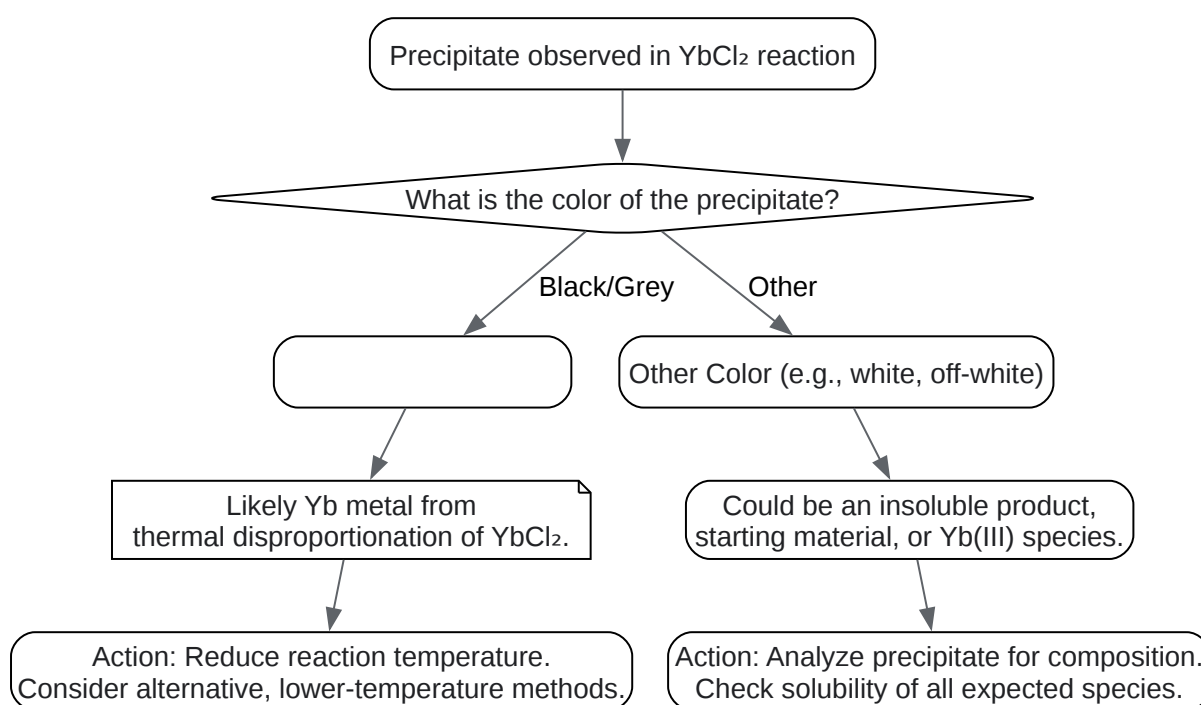 Precipitate observed in YbCl₂ reaction
What is the color of the precipitate?
Black/Grey
Other
Other Color (e.g., white, off-white)
Likely Yb metal from
thermal disproportionation of YbCl₂.
Could be an insoluble product,
starting material, or Yb(III) species.
Action: Reduce reaction temperature.
Consider alternative, lower-temperature methods.
Action: Analyze precipitate for composition.
Check solubility of all expected species.